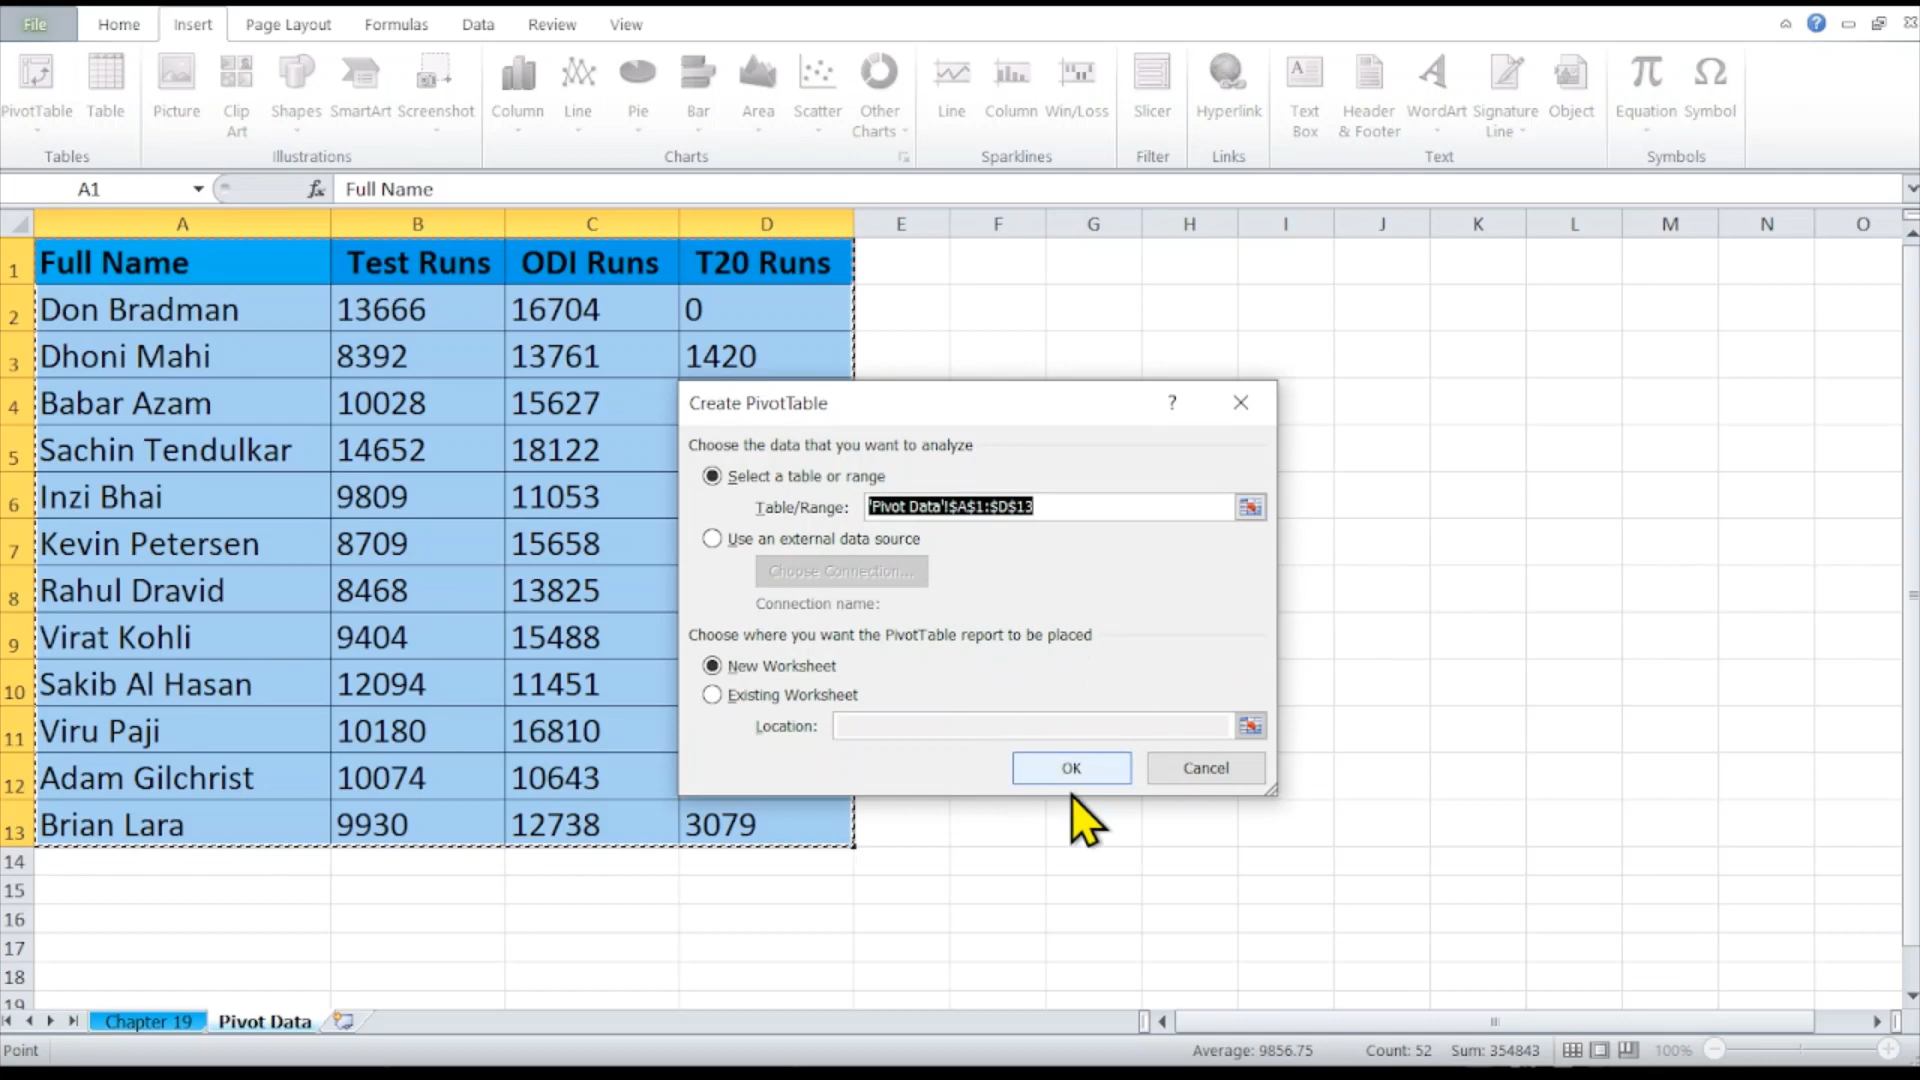 File Home Insert Page Layout Formulas Data Review View
PivotTable Table Picture Clip Art Shapes SmartArt Screenshot Column Line Pie Bar Area Scatter Other Charts Line Column Win/Loss Slicer Hyperlink Text Box Header & Footer WordArt Signature Line Object Equation Symbol
Tables Illustrations Charts Sparklines Filter Links Text Symbols
A1 fx Full Name
A B C D E F G H I J K L M N O
1 Full Name Test Runs ODI Runs T20 Runs
2 Don Bradman 13666 16704 0
3 Dhoni Mahi 8392 13761 1420
4 Babar Azam 10028 15627
5 Sachin Tendulkar 14652 18122
6 Inzi Bhai 9809 11053
7 Kevin Petersen 8709 15658
8 Rahul Dravid 8468 13825
9 Virat Kohli 9404 15488
10 Sakib Al Hasan 12094 11451
11 Viru Paji 10180 16810
12 Adam Gilchrist 10074 10643
13 Brian Lara 9930 12738 3079
14
15
16
17
18
19
Create PivotTable ?
Choose the data that you want to analyze
Select a table or range
Table/Range: 'Pivot Data'!$A$1:$D$13
Use an external data source
Choose Connection...
Connection name:
Choose where you want the PivotTable report to be placed
New Worksheet
Existing Worksheet
Location:
OK Cancel
Chapter 19 Pivot Data
Point Average: 9856.75 Count: 52 Sum: 354843 100%